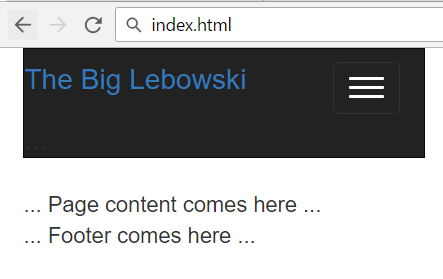 index.html
The Big Lebowski
...
... Page content comes here ...
... Footer comes here ...